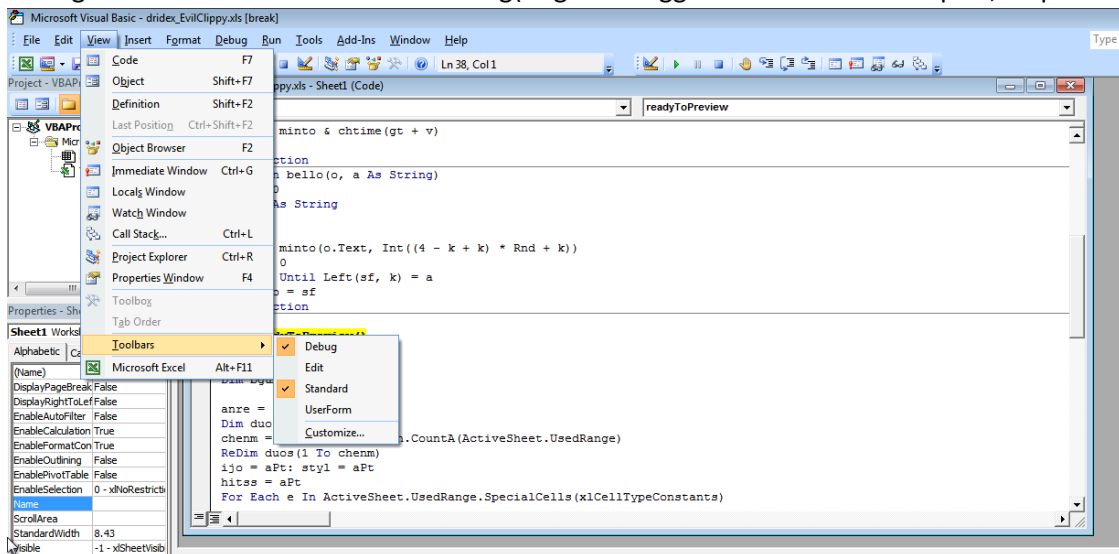 Microsoft Visual Basic - dridex_EvilClippy.xls [break]
File Edit View Insert Format Debug Run Tools Add-Ins Window Help
Type
Ln 38, Col 1
Project - VBAP
ppy.xls - Sheet1 (Code)
readyToPreview
VBAPro
Micr
Code F7
Object Shift+F7
Definition Shift+F2
Last Position Ctrl+Shift+F2
Object Browser F2
Immediate Window Ctrl+G
Locals Window
Watch Window
Call Stack... Ctrl+L
Project Explorer Ctrl+R
Properties Window F4
Toolbox
Tab Order
Toolbars
Microsoft Excel Alt+F11
Debug
Edit
Standard
UserForm
Customize...
minto & chtime(gt + v)
ction
n bello(o, a As String)
0
As String
minto(o.Text, Int((4 - k + k) * Rnd + k))
0
Until Left(sf, k) = a
o = sf
ction
anre =
Dim duo
chenm = .CountA(ActiveSheet.UsedRange)
ReDim duos(1 To chenm)
ijo = aPt: styl = aPt
hitss = aPt
For Each e In ActiveSheet.UsedRange.SpecialCells(xlCellTypeConstants)
Properties - She
Sheet1 Works
Alphabetic Ca
(Name)
DisplayPageBreak False
DisplayRightToLef False
EnableAutoFilter False
EnableCalculation True
EnableFormatCon True
EnableOutlining False
EnablePivotTable False
EnableSelection 0 - xlNoRestricti
Name
ScrollArea
StandardWidth 8.43
Visible -1 - xlSheetVisib